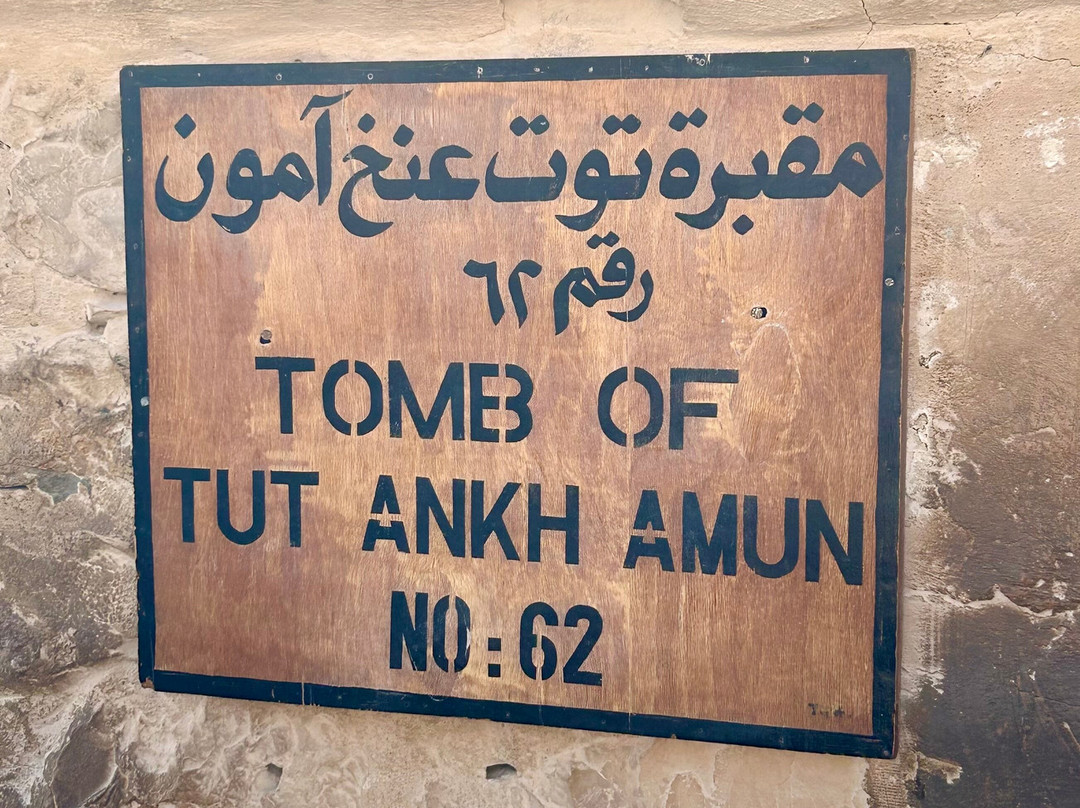 مقبرة توت عنخ آمون
رقم ٦٢
TOMB OF
TUT ANKH AMUN
NO: 62